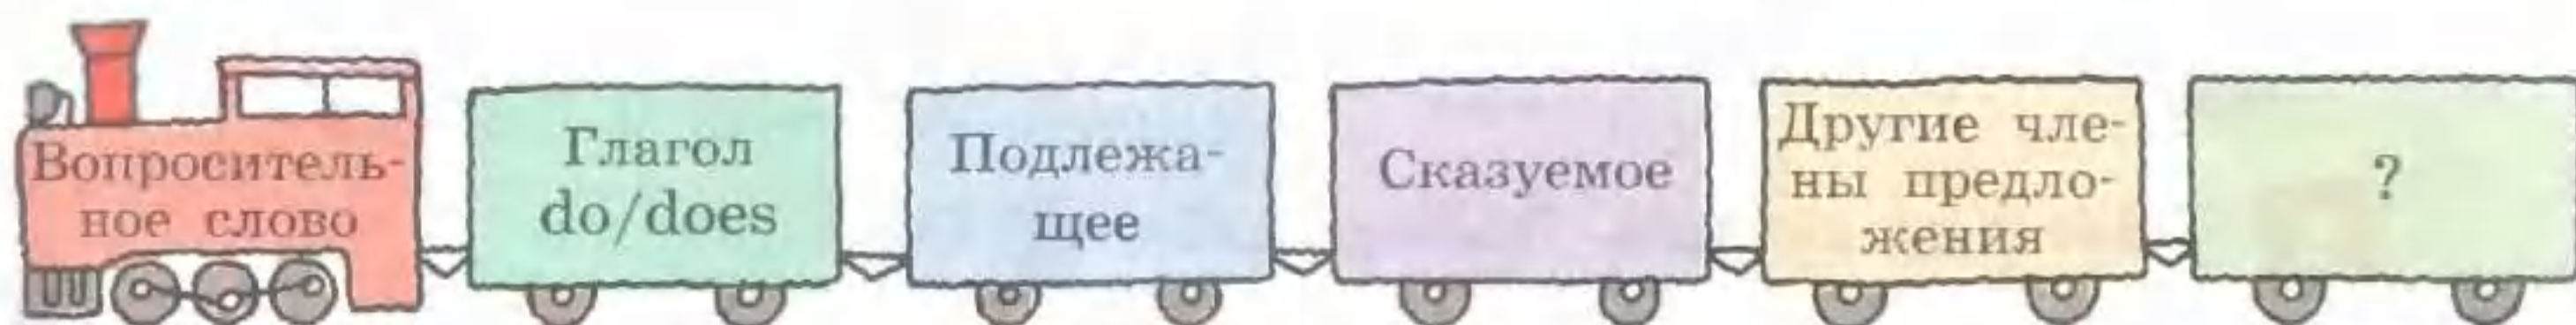 Вопроситель-
ное слово
Глагол
do/does
Подлежа-
щее
Сказуемое
Другие чле-
ны предло-
жения
?